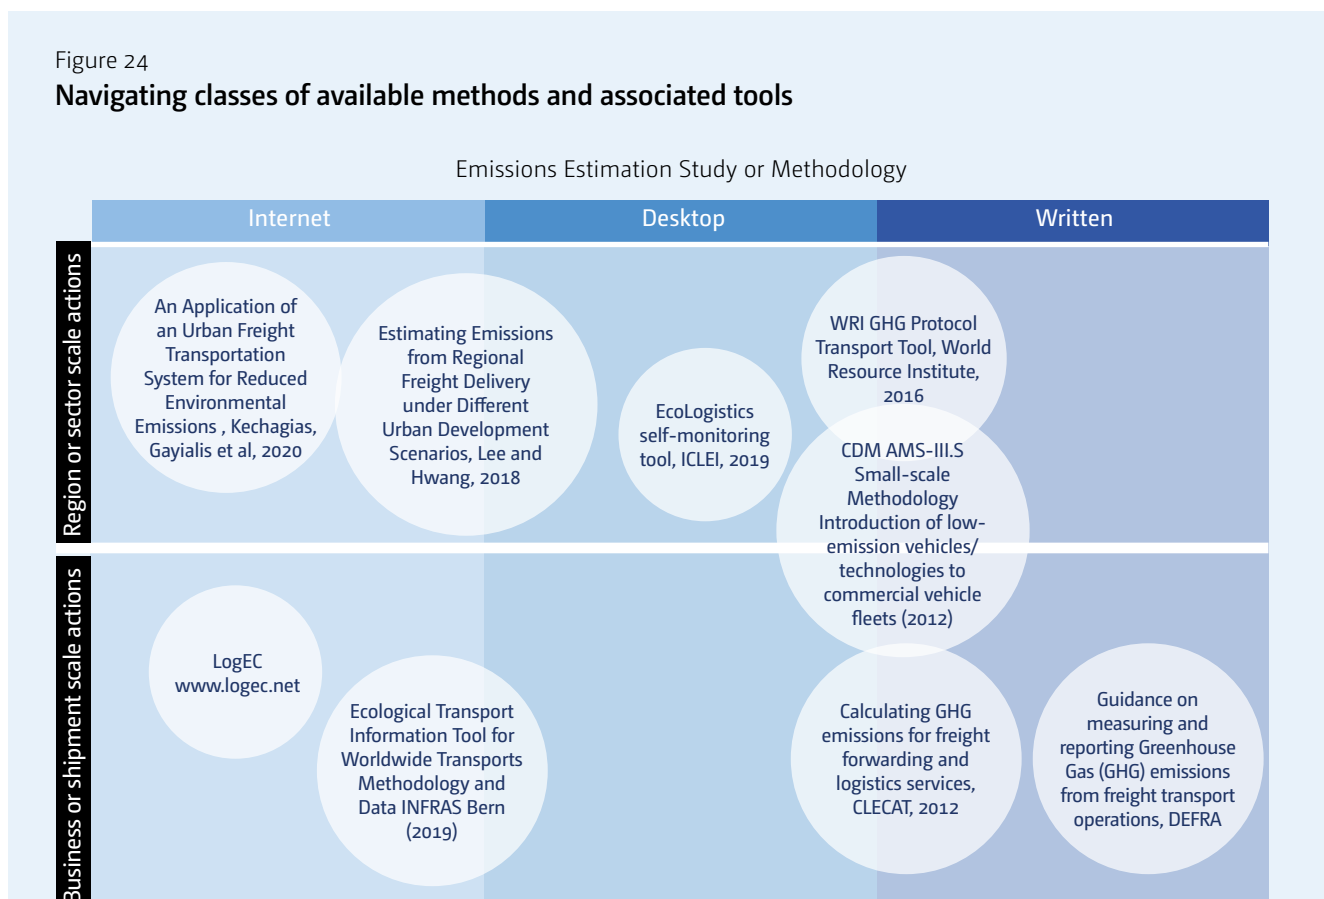 Figure 24
Navigating classes of available methods and associated tools
Emissions Estimation Study or Methodology
Internet
Desktop
Written
Region or sector scale actions
An Application of
an Urban Freight
Transportation
System for Reduced
Environmental
Emissions , Kechagias,
Gayialis et al, 2020
Estimating Emissions
from Regional
Freight Delivery
under Different
Urban Development
Scenarios, Lee and
Hwang, 2018
EcoLogistics
self-monitoring
tool, ICLEI, 2019
WRI GHG Protocol
Transport Tool, World
Resource Institute,
2016
CDM AMS-III.S
Small-scale
Methodology
Introduction of low-
emission vehicles/
technologies to
commercial vehicle
fleets (2012)
Business or shipment scale actions
LogEC
www.logec.net
Ecological Transport
Information Tool for
Worldwide Transports
Methodology and
Data INFRAS Bern
(2019)
Calculating GHG
emissions for freight
forwarding and
logistics services,
CLECAT, 2012
Guidance on
measuring and
reporting Greenhouse
Gas (GHG) emissions
from freight transport
operations, DEFRA